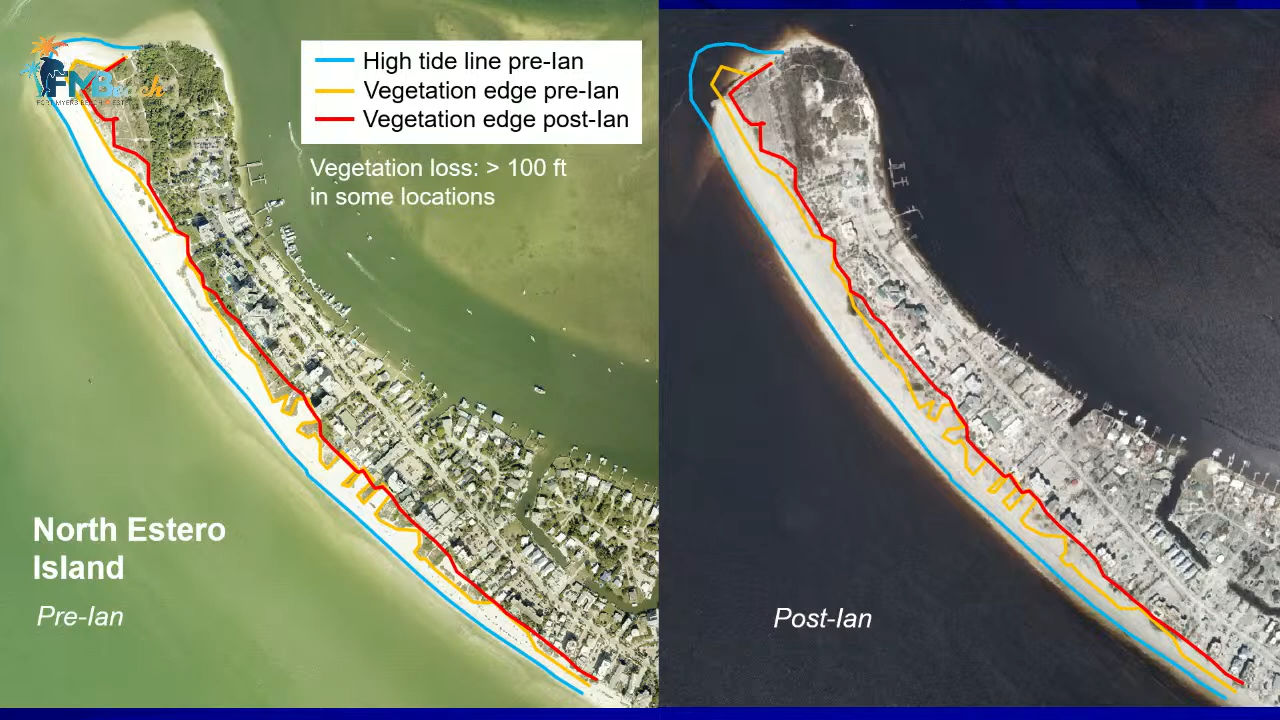 FMBeach
High tide line pre-Ian
Vegetation edge pre-Ian
Vegetation edge post-Ian
Vegetation loss: > 100 ft
in some locations
North Estero
Island
Pre-Ian
Post-Ian